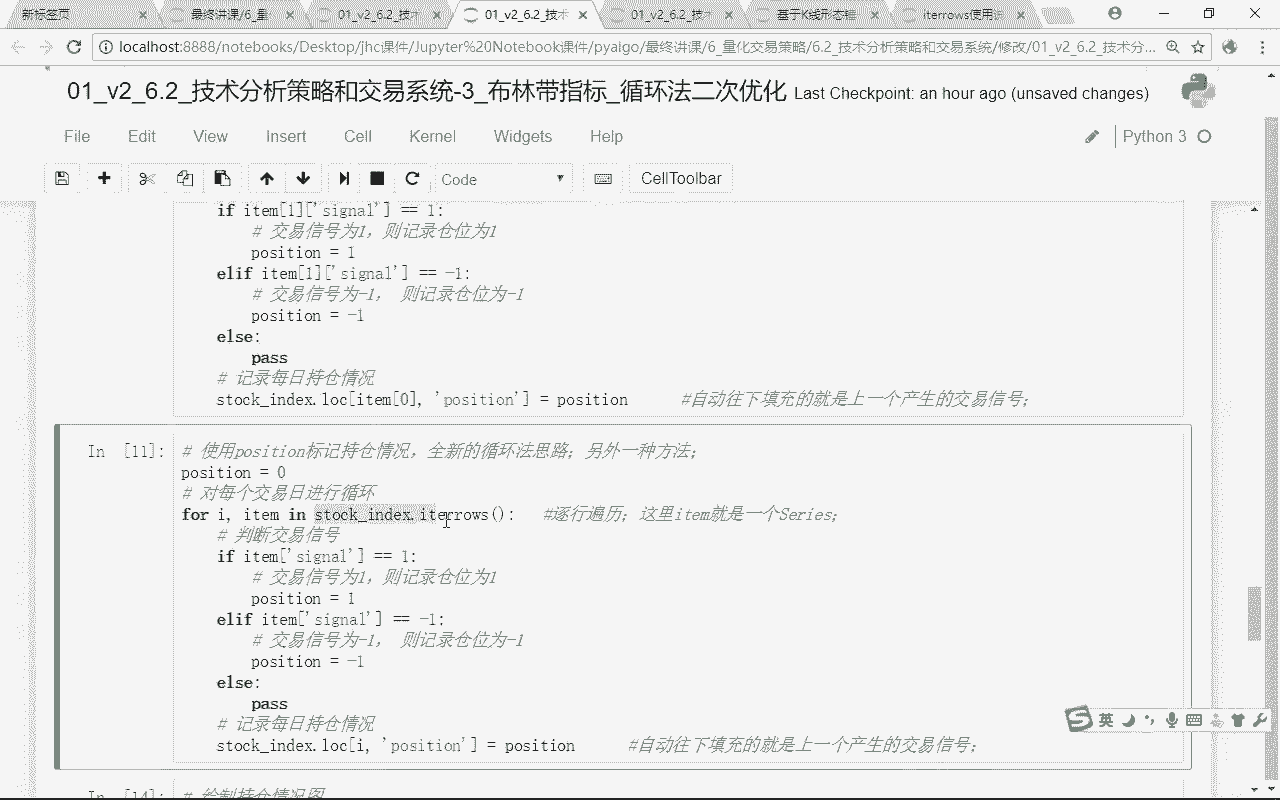 新标签页
最终讲课/6_量
01_v2_6.2_技术
01_v2_6.2_技术
01_v2_6.2_技术
基于K线形态
iterrows使用
localhost:8888/notebooks/Desktop/jhc课件/Jupyter%20Notebook课件/pyalgo/最终讲课/6_量化交易策略/6.2_技术分析策略和交易系统/修改/01_v2_6.2_技术分...
01_v2_6.2_技术分析策略和交易系统-3_布林带指标_循环法二次优化 Last Checkpoint: an hour ago (unsaved changes)
File Edit View Insert Cell Kernel Widgets Help
Python 3
Code
CellToolbar
if item[1]['signal'] == 1:
# 交易信号为1，则记录仓位为1
position = 1
elif item[1]['signal'] == -1:
# 交易信号为-1， 则记录仓位为-1
position = -1
else:
pass
# 记录每日持仓情况
stock_index.loc[item[0], 'position'] = position #自动往下填充的就是上一个产生的交易信号；
In [11]: # 使用position标记持仓情况，全新的循环法思路；另外一种方法；
position = 0
# 对每个交易日进行循环
for i, item in stock_index.iterrows(): #逐行遍历；这里item就是一个Series；
# 判断交易信号
if item['signal'] == 1:
# 交易信号为1，则记录仓位为1
position = 1
elif item['signal'] == -1:
# 交易信号为-1， 则记录仓位为-1
position = -1
else:
pass
# 记录每日持仓情况
stock_index.loc[i, 'position'] = position #自动往下填充的就是上一个产生的交易信号；
英
In [14]: # 绘制持仓情况图